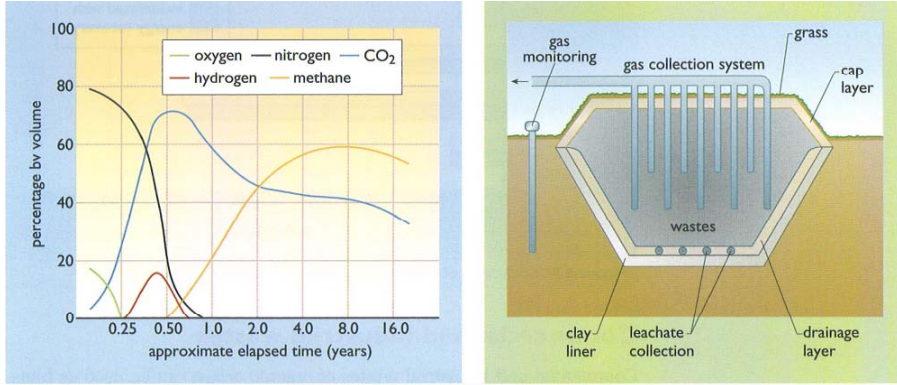 100
80
60
40
20
0
percentage bv volume
oxygen nitrogen CO₂
hydrogen methane
0.25 0.50 1.0 2.0 4.0 8.0 16.0
approximate elapsed time (years)
gas
monitoring
gas collection system
grass
cap
layer
wastes
clay
liner
leachate
collection
drainage
layer